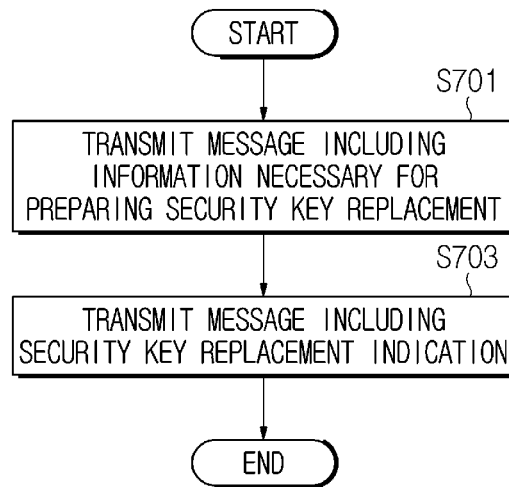 START
S701
TRANSMIT MESSAGE INCLUDING
INFORMATION NECESSARY FOR
PREPARING SECURITY KEY REPLACEMENT
S703
TRANSMIT MESSAGE INCLUDING
SECURITY KEY REPLACEMENT INDICATION
END